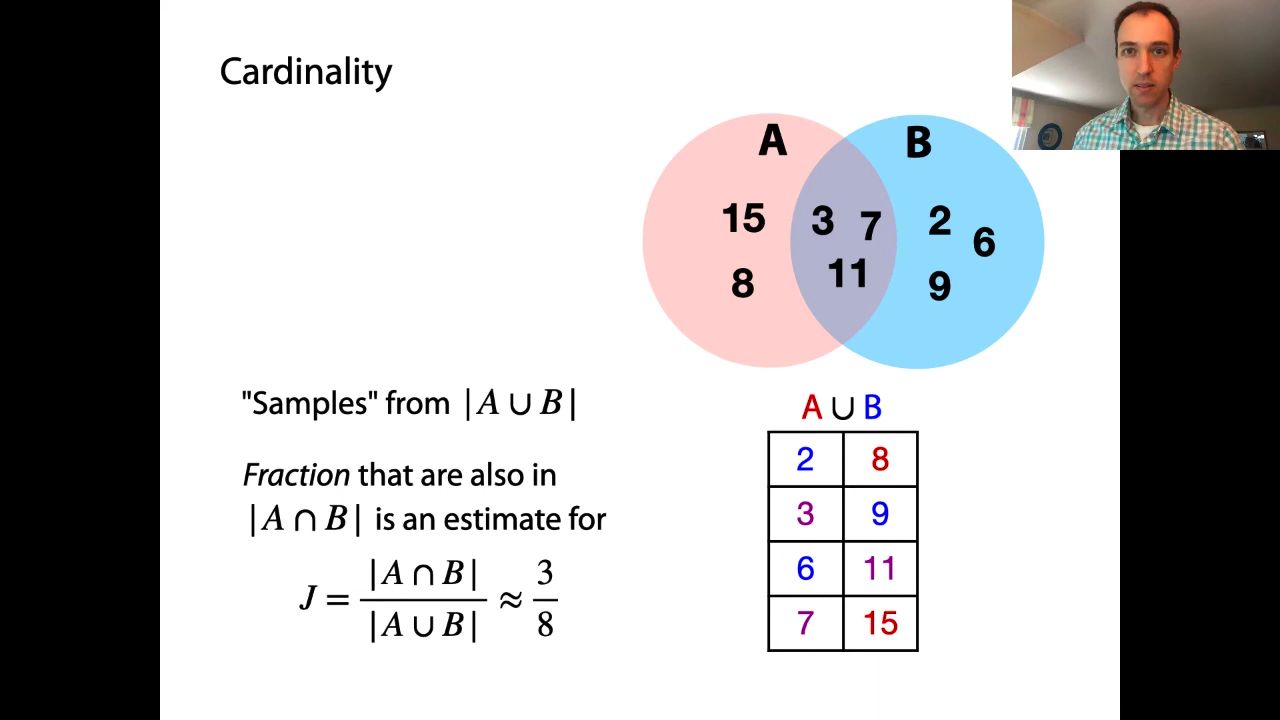 Cardinality
A B
15 3 7 2 6
8 11 9
"Samples" from |A ∪ B|
Fraction that are also in
|A ∩ B| is an estimate for
J = |A ∩ B| / |A ∪ B| ≈ 3/8
A ∪ B
2 8
3 9
6 11
7 15